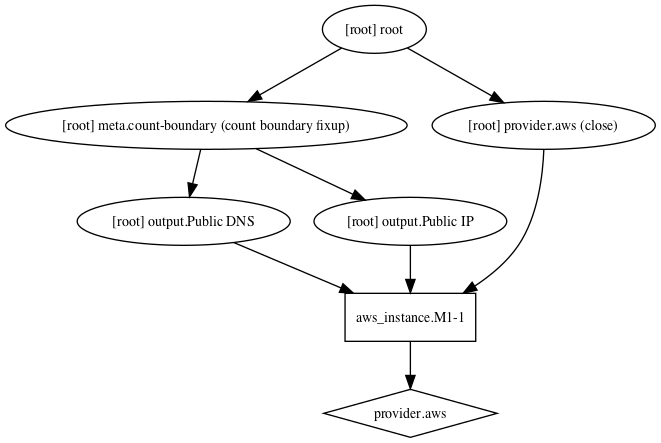 [root] root
[root] meta.count-boundary (count boundary fixup)
[root] provider.aws (close)
[root] output.Public DNS
[root] output.Public IP
aws_instance.M1-1
provider.aws